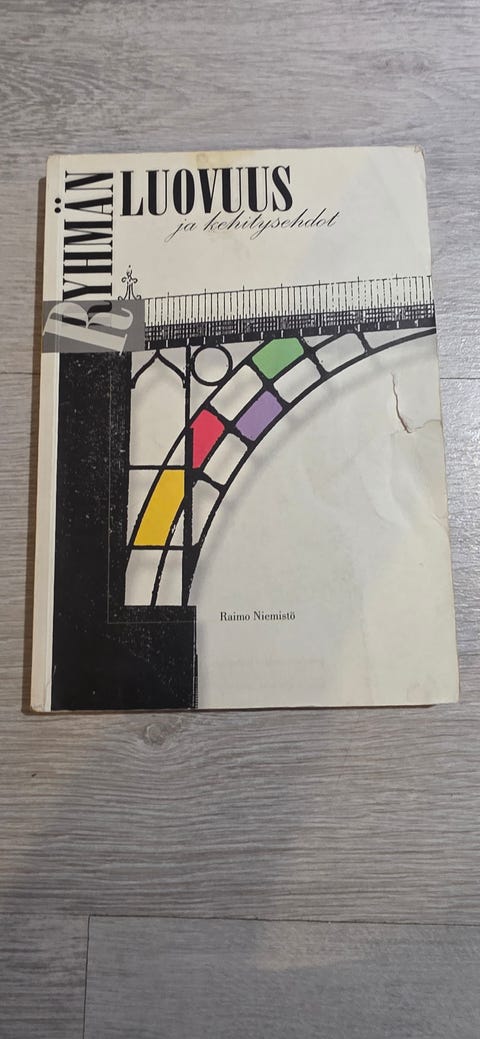 RYHMÄN
LUOVUUS
ja kehitysehdot
Raimo Niemistö